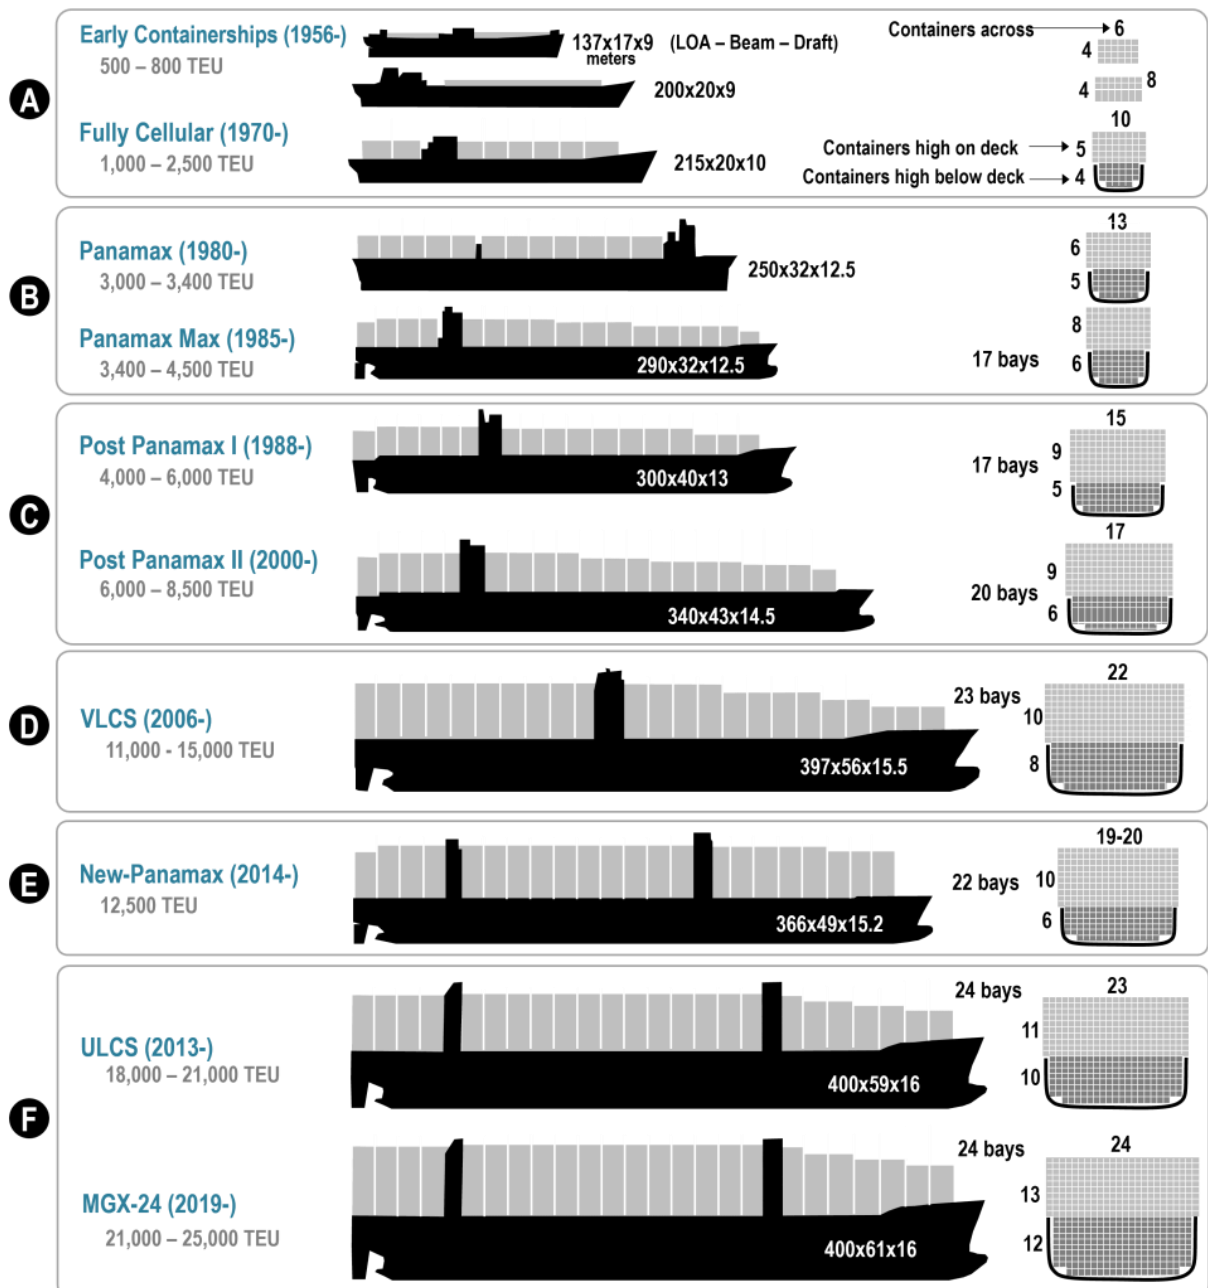 A
Early Containerships (1956-)
500 – 800 TEU
137x17x9 (LOA – Beam – Draft)
meters
Containers across
6
4
200x20x9
4
8
Fully Cellular (1970-)
1,000 – 2,500 TEU
215x20x10
10
Containers high on deck
5
Containers high below deck
4
B
Panamax (1980-)
3,000 – 3,400 TEU
250x32x12.5
13
6
5
Panamax Max (1985-)
3,400 – 4,500 TEU
290x32x12.5
17 bays
8
6
C
Post Panamax I (1988-)
4,000 – 6,000 TEU
300x40x13
17 bays
15
9
5
Post Panamax II (2000-)
6,000 – 8,500 TEU
340x43x14.5
20 bays
17
9
6
D
VLCS (2006-)
11,000 - 15,000 TEU
397x56x15.5
23 bays
22
10
8
E
New-Panamax (2014-)
12,500 TEU
366x49x15.2
22 bays
19-20
10
6
F
ULCS (2013-)
18,000 – 21,000 TEU
400x59x16
24 bays
23
11
10
MGX-24 (2019-)
21,000 – 25,000 TEU
400x61x16
24 bays
24
13
12